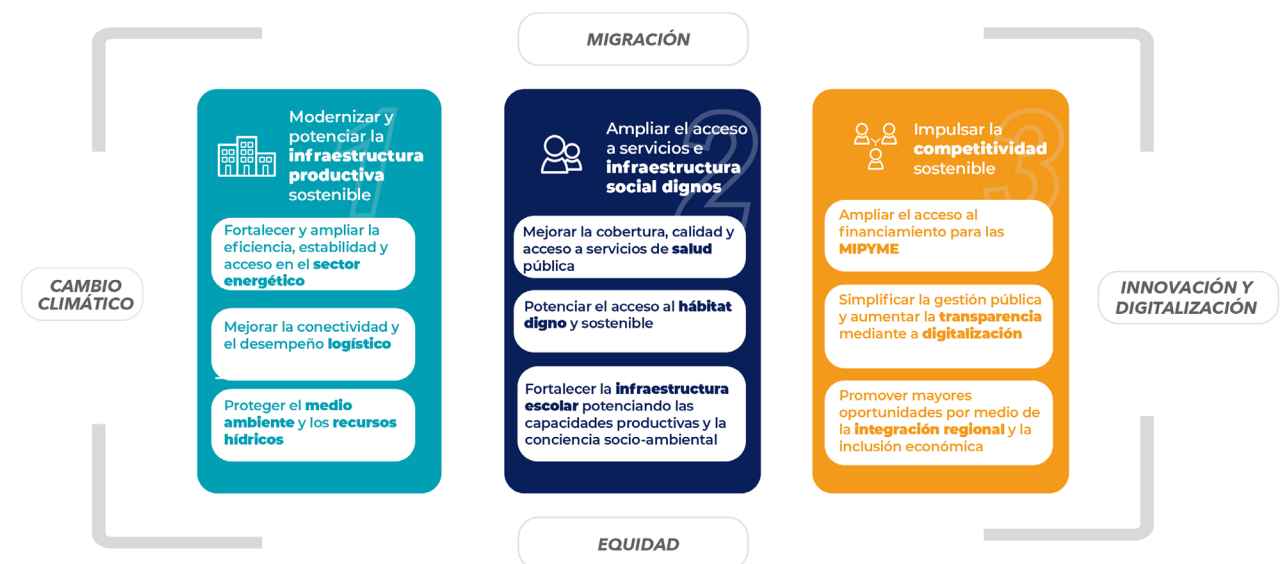 MIGRACIÓN
CAMBIO
CLIMÁTICO
1
Modernizar y
potenciar la
infraestructura
productiva
sostenible
Fortalecer y ampliar la
eficiencia, estabilidad y
acceso en el sector
energético
Mejorar la conectividad y
el desempeño logístico
Proteger el medio
ambiente y los recursos
hídricos
2
Ampliar el acceso
a servicios e
infraestructura
social dignos
Mejorar la cobertura, calidad y
acceso a servicios de salud
pública
Potenciar el acceso al hábitat
digno y sostenible
Fortalecer la infraestructura
escolar potenciando las
capacidades productivas y la
conciencia socio-ambiental
3
Impulsar la
competitividad
sostenible
Ampliar el acceso al
financiamiento para las
MIPYME
Simplificar la gestión pública
y aumentar la transparencia
mediante a digitalización
Promover mayores
oportunidades por medio de
la integración regional y la
inclusión económica
INNOVACIÓN Y
DIGITALIZACIÓN
EQUIDAD